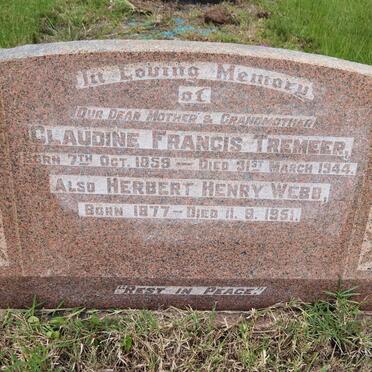 In Loving Memory
of
Our Dear Mother & Grandmother
Claudine Francis Tremeer,
Born 7th Oct. 1859 — Died 31st March 1944.
Also Herbert Henry Webb,
Born 1877 — Died 11. 8. 1951.
"Rest in Peace"